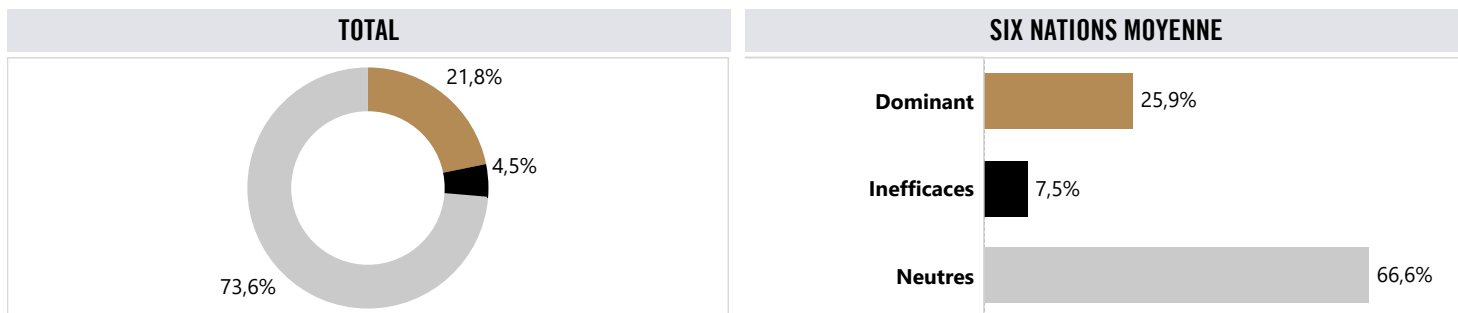 TOTAL
21,8%
4,5%
73,6%
SIX NATIONS MOYENNE
Dominant
25,9%
Inefficaces
7,5%
Neutres
66,6%